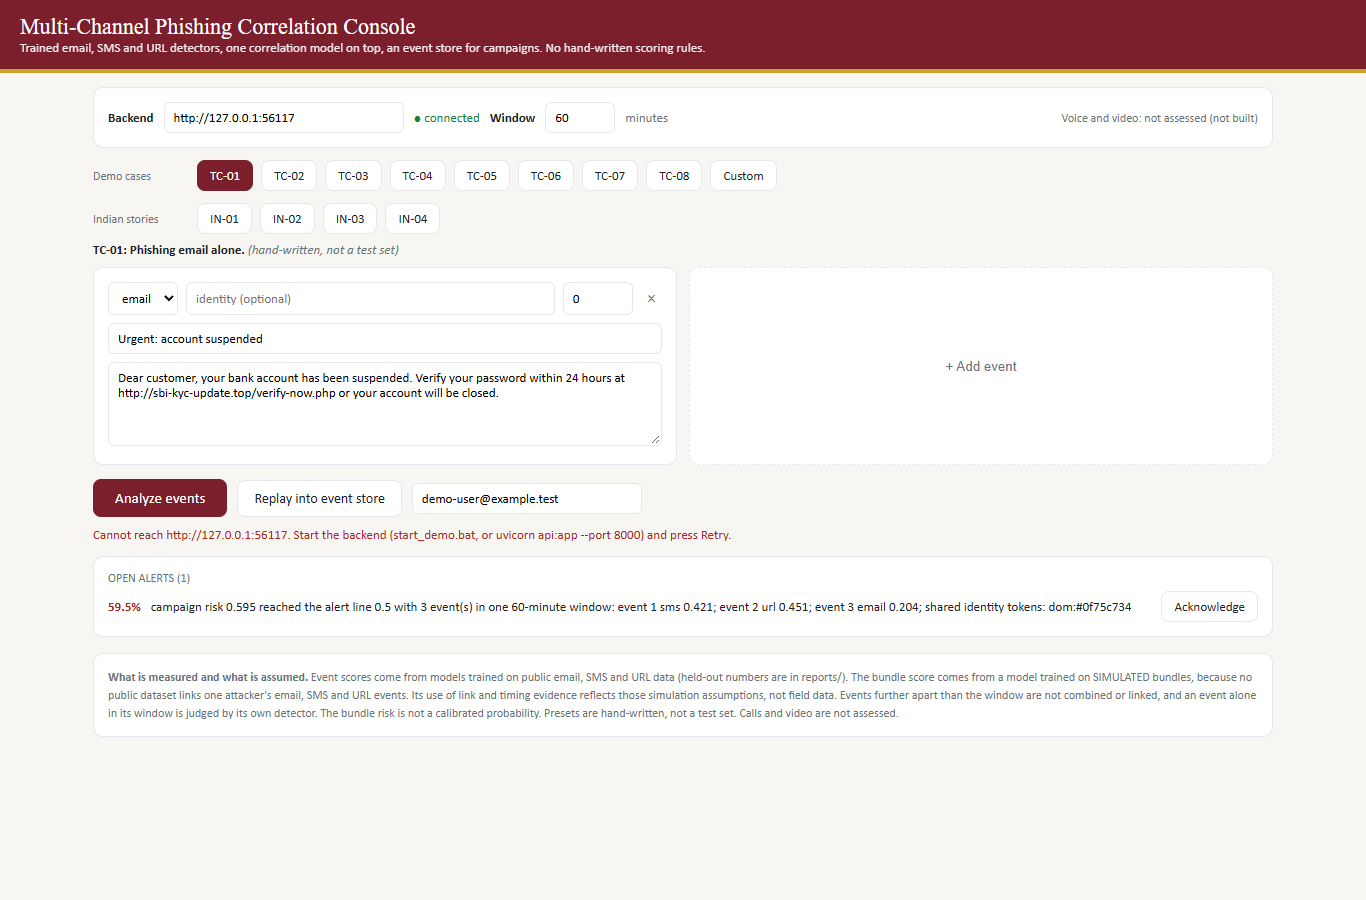 Multi-Channel Phishing Correlation Console
Trained email, SMS and URL detectors, one correlation model on top, an event store for campaigns. No hand-written scoring rules.
Backend http://127.0.0.1:56117 ● connected Window 60 minutes Voice and video: not assessed (not built)
Demo cases TC-01 TC-02 TC-03 TC-04 TC-05 TC-06 TC-07 TC-08 Custom
Indian stories IN-01 IN-02 IN-03 IN-04
TC-01: Phishing email alone. (hand-written, not a test set)
email identity (optional) 0 ×
Urgent: account suspended
Dear customer, your bank account has been suspended. Verify your password within 24 hours at
http://sbi-kyc-update.top/verify-now.php or your account will be closed.
+ Add event
Analyze events Replay into event store demo-user@example.test
Cannot reach http://127.0.0.1:56117. Start the backend (start_demo.bat, or uvicorn api:app --port 8000) and press Retry.
OPEN ALERTS (1)
59.5% campaign risk 0.595 reached the alert line 0.5 with 3 event(s) in one 60-minute window: event 1 sms 0.421; event 2 url 0.451; event 3 email 0.204; shared identity tokens: dom:#0f75c734 Acknowledge
What is measured and what is assumed. Event scores come from models trained on public email, SMS and URL data (held-out numbers are in reports/). The bundle score comes from a model trained on SIMULATED bundles, because no
public dataset links one attacker's email, SMS and URL events. Its use of link and timing evidence reflects those simulation assumptions, not field data. Events further apart than the window are not combined or linked, and an event alone
in its window is judged by its own detector. The bundle risk is not a calibrated probability. Presets are hand-written, not a test set. Calls and video are not assessed.